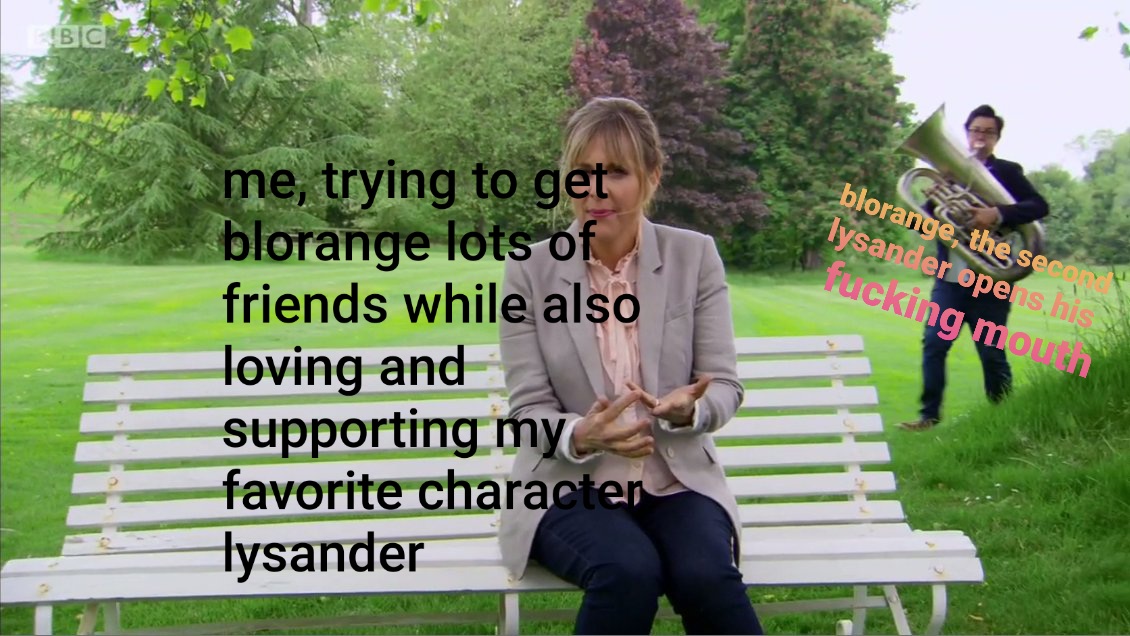 BBC
me, trying to get
blorange lots of
friends while also
loving and
supporting my
favorite character
lysander
blorange, the second
lysander opens his
fucking mouth